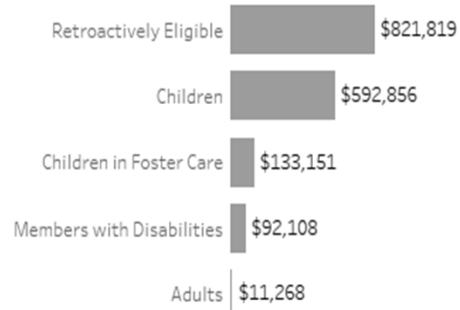 Retroactively Eligible $821,819
Children $592,856
Children in Foster Care $133,151
Members with Disabilities $92,108
Adults $11,268